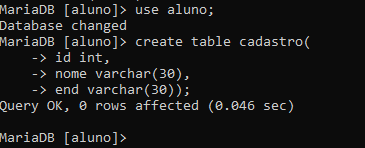 MariaDB [aluno]> use aluno;
Database changed
MariaDB [aluno]> create table cadastro(
    -> id int,
    -> nome varchar(30),
    -> end varchar(30));
Query OK, 0 rows affected (0.046 sec)

MariaDB [aluno]>